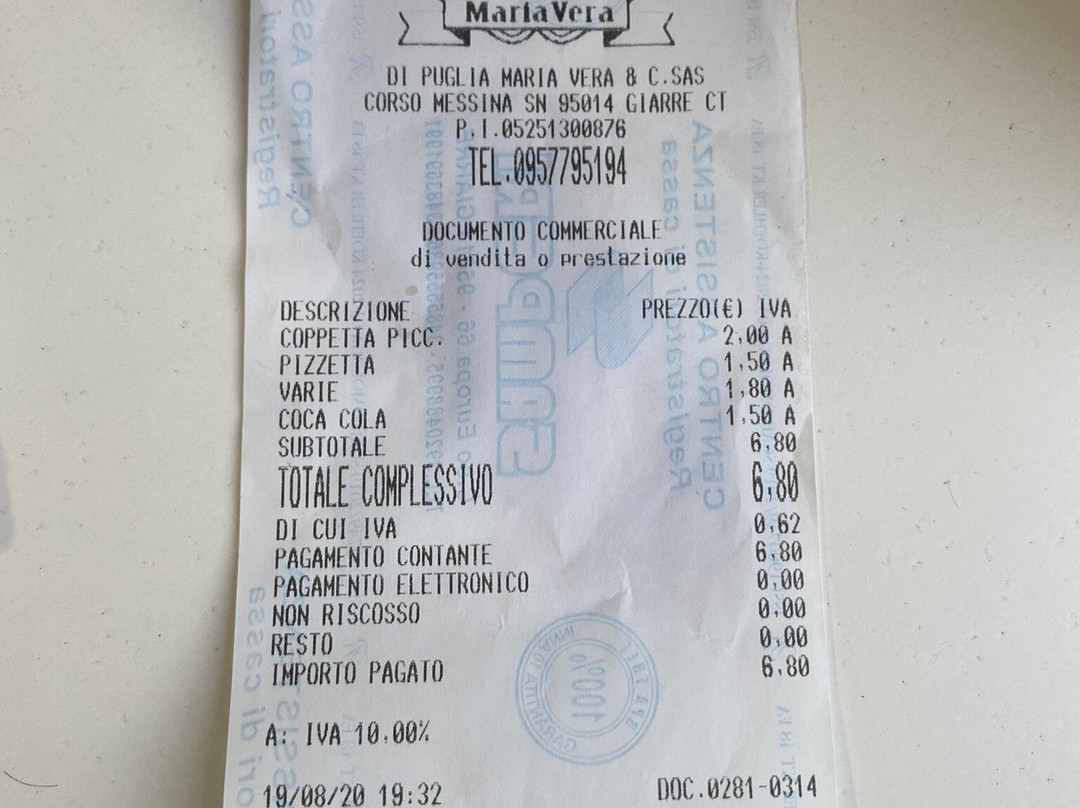 MariaVera
DI PUGLIA MARIA VERA & C.SAS
CORSO MESSINA SN 95014 GIARRE CT
P.I.05251300876
TEL.0957795194
DOCUMENTO COMMERCIALE
di vendita o prestazione
DESCRIZIONE PREZZO(€) IVA
COPPETTA PICC. 2,00 A
PIZZETTA 1,50 A
VARIE 1,80 A
COCA COLA 1,50 A
SUBTOTALE 6,80
TOTALE COMPLESSIVO 6,80
DI CUI IVA 0,62
PAGAMENTO CONTANTE 6,80
PAGAMENTO ELETTRONICO 0,00
NON RISCOSSO 0,00
RESTO 0,00
IMPORTO PAGATO 6,80
A: IVA 10,00%
19/08/20 19:32 DOC.0281-0314